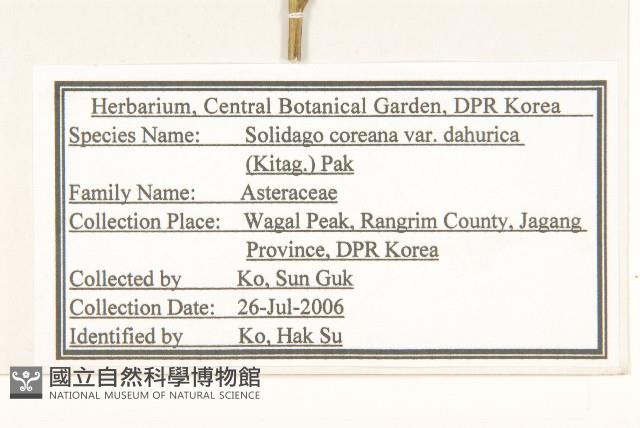 Herbarium, Central Botanical Garden, DPR Korea
Species Name: Solidago coreana var. dahurica
(Kitag.) Pak
Family Name: Asteraceae
Collection Place: Wagal Peak, Rangrim County, Jagang
Province, DPR Korea
Collected by Ko, Sun Guk
Collection Date: 26-Jul-2006
Identified by Ko, Hak Su
國立自然科學博物館
NATIONAL MUSEUM OF NATURAL SCIENCE